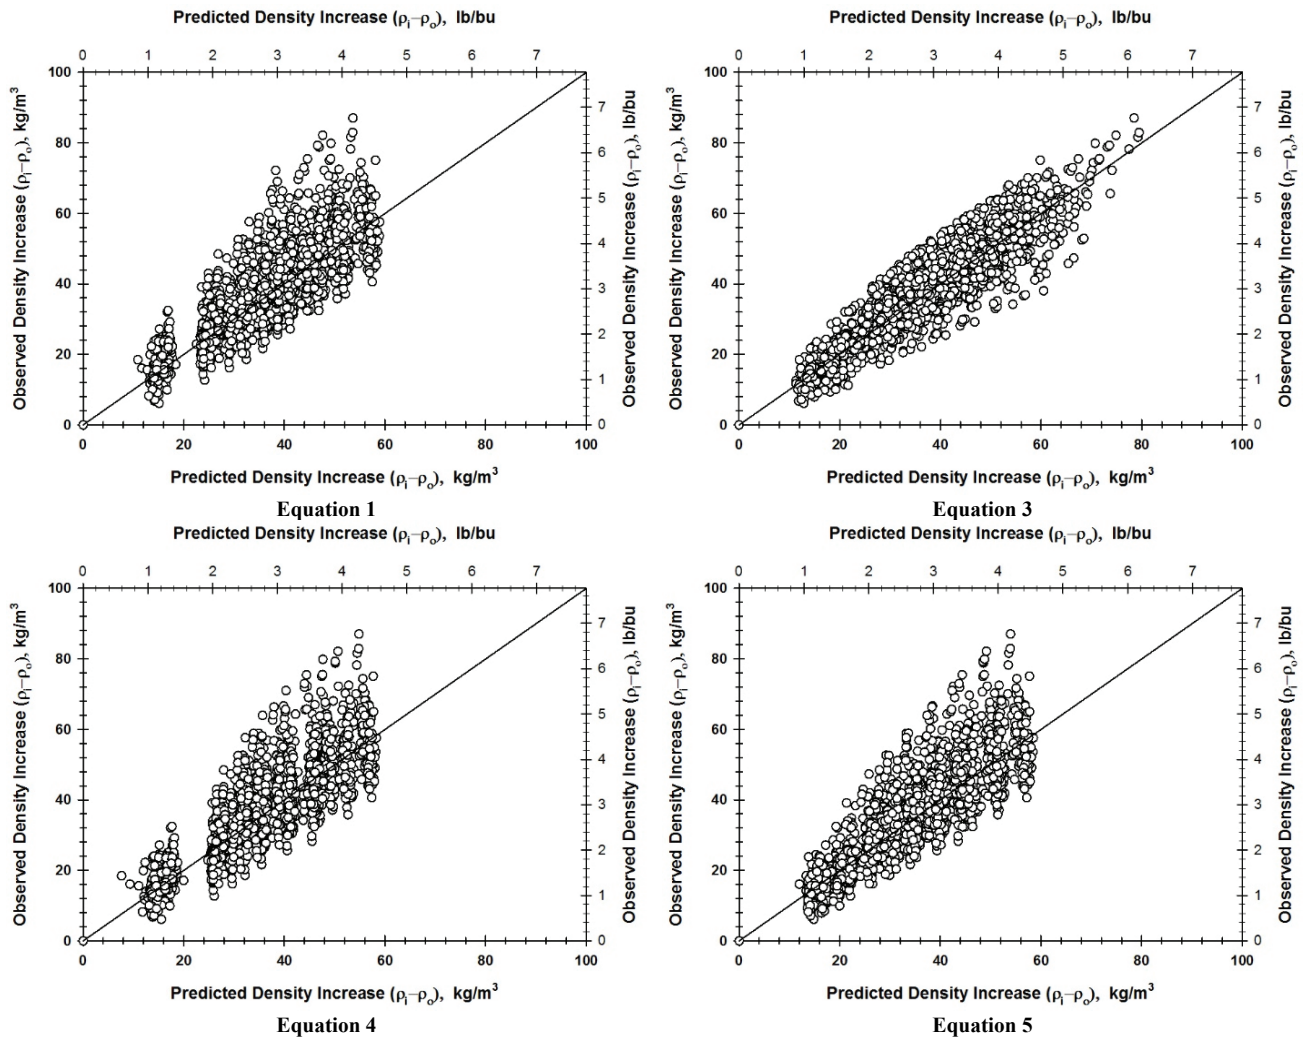 Predicted Density Increase (ρi–ρo), lb/bu
0 1 2 3 4 5 6 7
Observed Density Increase (ρi–ρo), kg/m3
100
80
60
40
20
0
7
6
5
4
3
2
1
0
Observed Density Increase (ρi–ρo), lb/bu
0 20 40 60 80 100
Predicted Density Increase (ρi–ρo), kg/m3
Equation 1
Predicted Density Increase (ρi–ρo), lb/bu
0 1 2 3 4 5 6 7
Observed Density Increase (ρi–ρo), kg/m3
100
80
60
40
20
0
7
6
5
4
3
2
1
0
Observed Density Increase (ρi–ρo), lb/bu
0 20 40 60 80 100
Predicted Density Increase (ρi–ρo), kg/m3
Equation 3
Predicted Density Increase (ρi–ρo), lb/bu
0 1 2 3 4 5 6 7
Observed Density Increase (ρi–ρo), kg/m3
100
80
60
40
20
0
7
6
5
4
3
2
1
0
Observed Density Increase (ρi–ρo), lb/bu
0 20 40 60 80 100
Predicted Density Increase (ρi–ρo), kg/m3
Equation 4
Predicted Density Increase (ρi–ρo), lb/bu
0 1 2 3 4 5 6 7
Observed Density Increase (ρi–ρo), kg/m3
100
80
60
40
20
0
7
6
5
4
3
2
1
0
Observed Density Increase (ρi–ρo), lb/bu
0 20 40 60 80 100
Predicted Density Increase (ρi–ρo), kg/m3
Equation 5